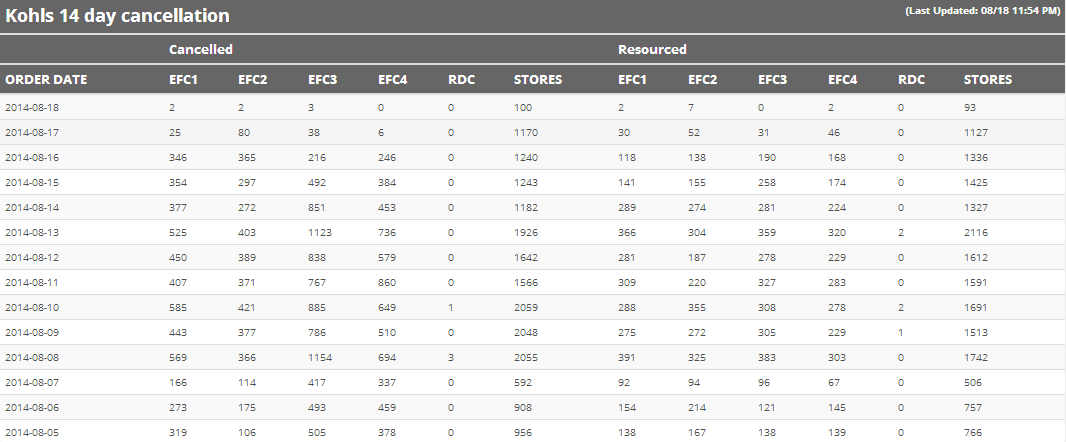 Kohls 14 day cancellation (Last Updated: 08/18 11:54 PM)
Cancelled Resourced
ORDER DATE EFC1 EFC2 EFC3 EFC4 RDC STORES EFC1 EFC2 EFC3 EFC4 RDC STORES
2014-08-18 2 2 3 0 0 100 2 7 0 2 0 93
2014-08-17 25 80 38 6 0 1170 30 52 31 46 0 1127
2014-08-16 346 365 216 246 0 1240 118 138 190 168 0 1336
2014-08-15 354 297 492 384 0 1243 141 155 258 174 0 1425
2014-08-14 377 272 851 453 0 1182 289 274 281 224 0 1327
2014-08-13 525 403 1123 736 0 1926 366 304 359 320 2 2116
2014-08-12 450 389 838 579 0 1642 281 187 278 229 0 1612
2014-08-11 407 371 767 860 0 1566 309 220 327 283 0 1591
2014-08-10 585 421 885 649 1 2059 288 355 308 278 2 1691
2014-08-09 443 377 786 510 0 2048 275 272 305 229 1 1513
2014-08-08 569 366 1154 694 3 2055 391 325 383 303 0 1742
2014-08-07 166 114 417 337 0 592 92 94 96 67 0 506
2014-08-06 273 175 493 459 0 908 154 214 121 145 0 757
2014-08-05 319 106 505 378 0 956 138 167 138 139 0 766